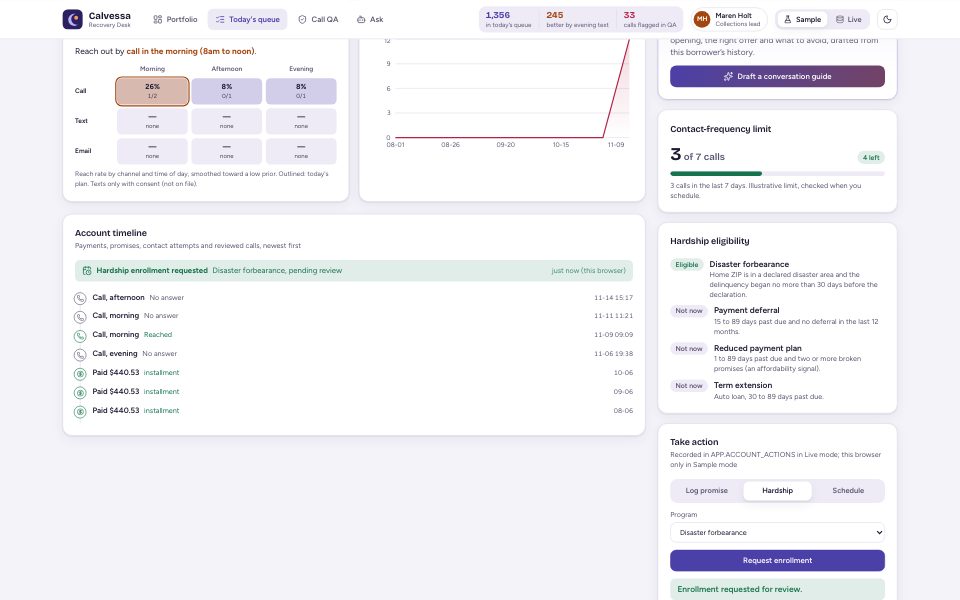 Calvessa
Recovery Desk
Portfolio
Today's queue
Call QA
Ask
1,356
in today's queue
245
better by evening text
33
calls flagged in QA
MH
Maren Holt
Collections lead
Sample
Live
Reach out by call in the morning (8am to noon).
Morning
Afternoon
Evening
Call
26%
1/2
8%
0/1
8%
0/1
Text
—
none
—
none
—
none
Email
—
none
—
none
—
none
Reach rate by channel and time of day, smoothed toward a low prior. Outlined: today's
plan. Texts only with consent (not on file).
12
9
6
3
0
08-01
08-26
09-20
10-15
11-09
opening, the right offer and what to avoid, drafted from
this borrower's history.
Draft a conversation guide
Contact-frequency limit
3 of 7 calls
4 left
3 calls in the last 7 days. Illustrative limit, checked when you
schedule.
Account timeline
Payments, promises, contact attempts and reviewed calls, newest first
Hardship enrollment requested Disaster forbearance, pending review
just now (this browser)
Call, afternoon No answer
11-14 15:17
Call, morning No answer
11-11 11:21
Call, morning Reached
11-09 09:09
Call, evening No answer
11-06 19:38
Paid $440.53 installment
10-06
Paid $440.53 installment
09-06
Paid $440.53 installment
08-06
Hardship eligibility
Eligible
Disaster forbearance
Home ZIP is in a declared disaster area and the
delinquency began no more than 30 days before the
declaration.
Not now
Payment deferral
15 to 89 days past due and no deferral in the last 12
months.
Not now
Reduced payment plan
1 to 89 days past due and two or more broken
promises (an affordability signal).
Not now
Term extension
Auto loan, 30 to 89 days past due.
Take action
Recorded in APP.ACCOUNT_ACTIONS in Live mode; this browser
only in Sample mode
Log promise
Hardship
Schedule
Program
Disaster forbearance
Request enrollment
Enrollment requested for review.